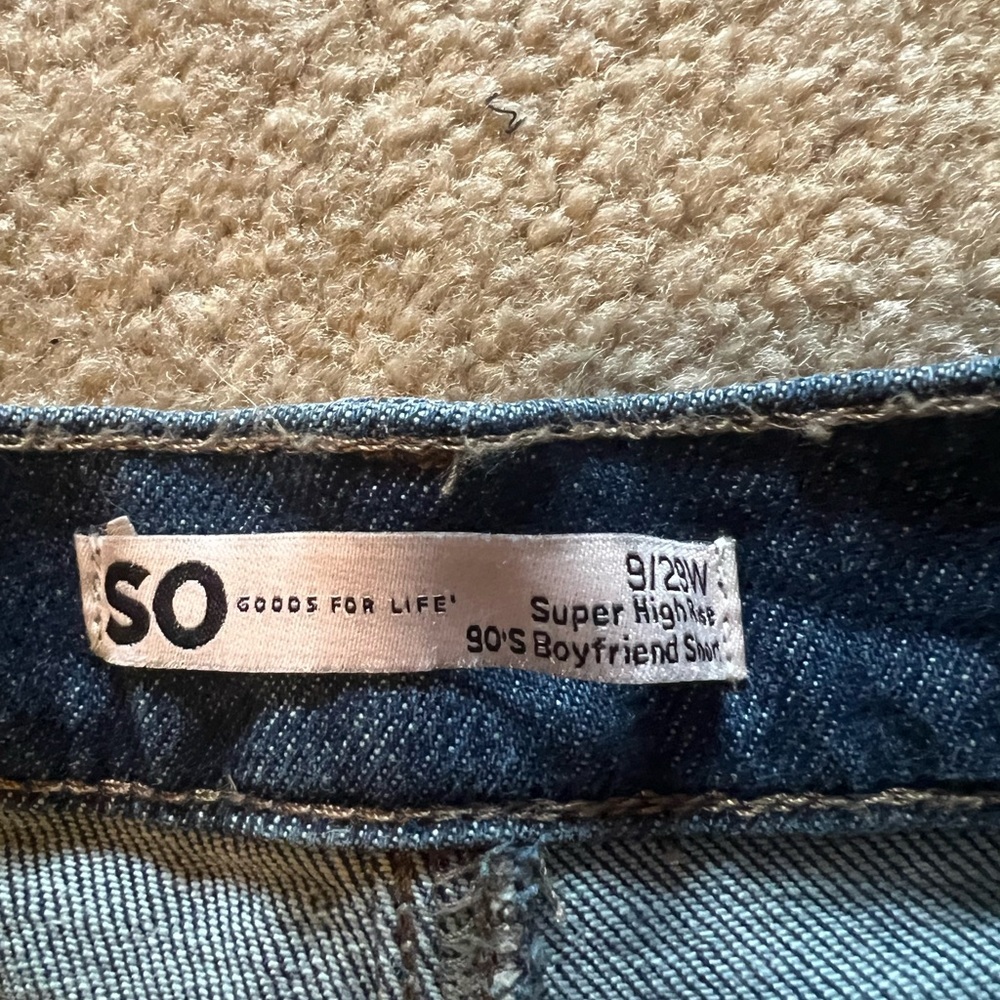 SO GOODS FOR LIFE®
9/29W
Super High Rise
90'S Boyfriend Short